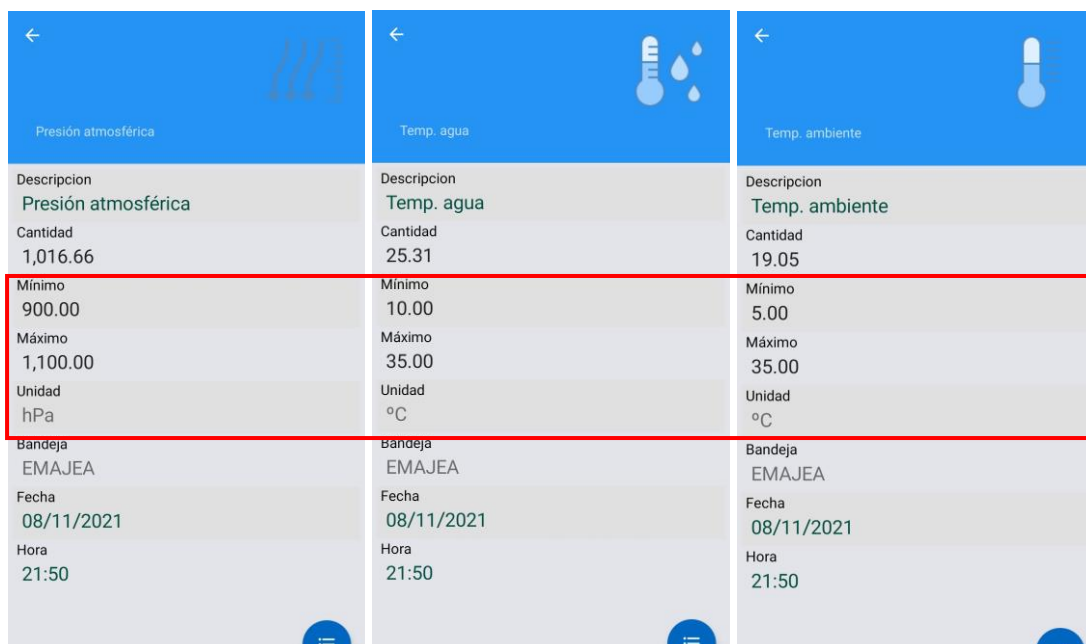 Presión atmosférica
Descripcion
Presión atmosférica
Cantidad
1,016.66
Mínimo
900.00
Máximo
1,100.00
Unidad
hPa
Bandeja
EMAJEA
Fecha
08/11/2021
Hora
21:50
Temp. agua
Descripcion
Temp. agua
Cantidad
25.31
Mínimo
10.00
Máximo
35.00
Unidad
ºC
Bandeja
EMAJEA
Fecha
08/11/2021
Hora
21:50
Temp. ambiente
Descripcion
Temp. ambiente
Cantidad
19.05
Mínimo
5.00
Máximo
35.00
Unidad
ºC
Bandeja
EMAJEA
Fecha
08/11/2021
Hora
21:50